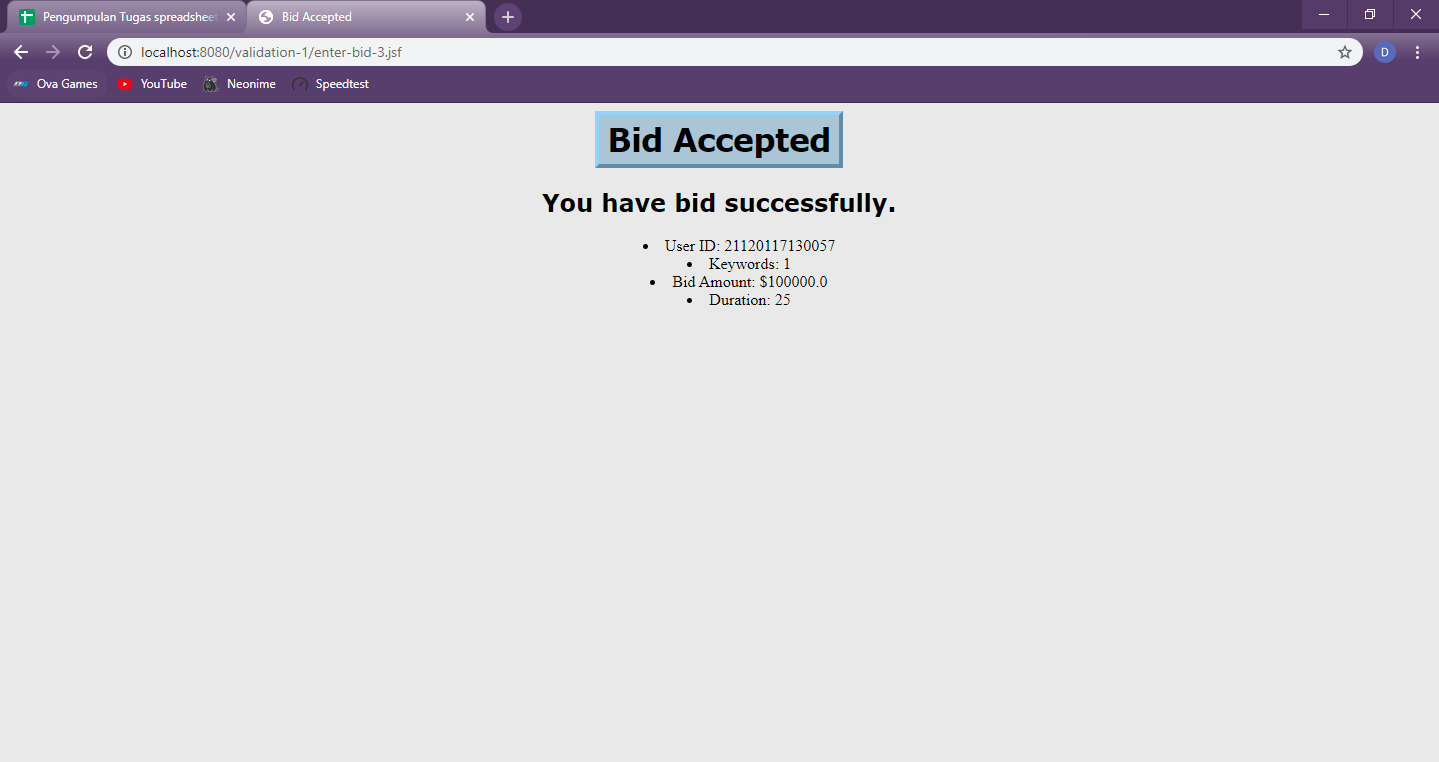 Pengumpulan Tugas spreadsheet
Bid Accepted
localhost:8080/validation-1/enter-bid-3.jsf
D
Ova Games
YouTube
Neonime
Speedtest
Bid Accepted
You have bid successfully.
• User ID: 21120117130057
• Keywords: 1
• Bid Amount: $100000.0
• Duration: 25